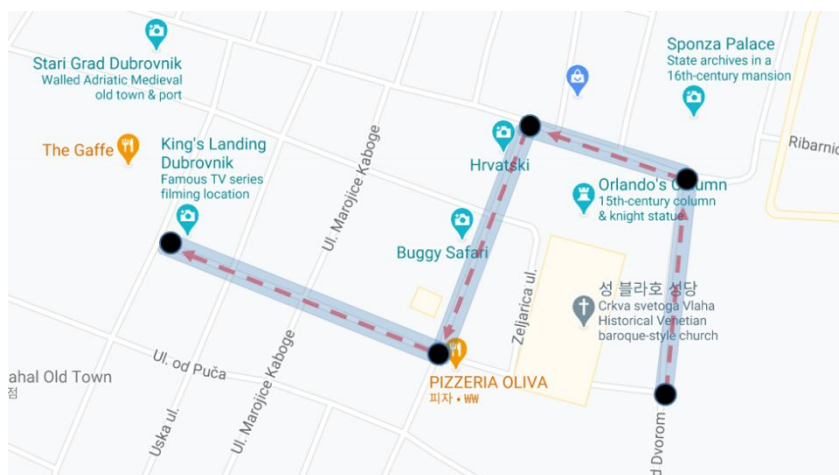 Stari Grad Dubrovnik
Walled Adriatic Medieval
old town & port
Sponza Palace
State archives in a
16th-century mansion
The Gaffe
King's Landing
Dubrovnik
Famous TV series
filming location
Ul. Marojice Kaboge
Hrvatski
Ribarnic
Orlando's Column
15th-century column
& knight statue
Buggy Safari
Zeljarica ul.
성 블라호 성당
Crkva svetoga Vlaha
Historical Venetian
baroque-style church
Ul. od Puča
ahal Old Town
점
Uska ul.
Ul. Marojice Kaboge
PIZZERIA OLIVA
피자 • ₩₩
d Dvorom